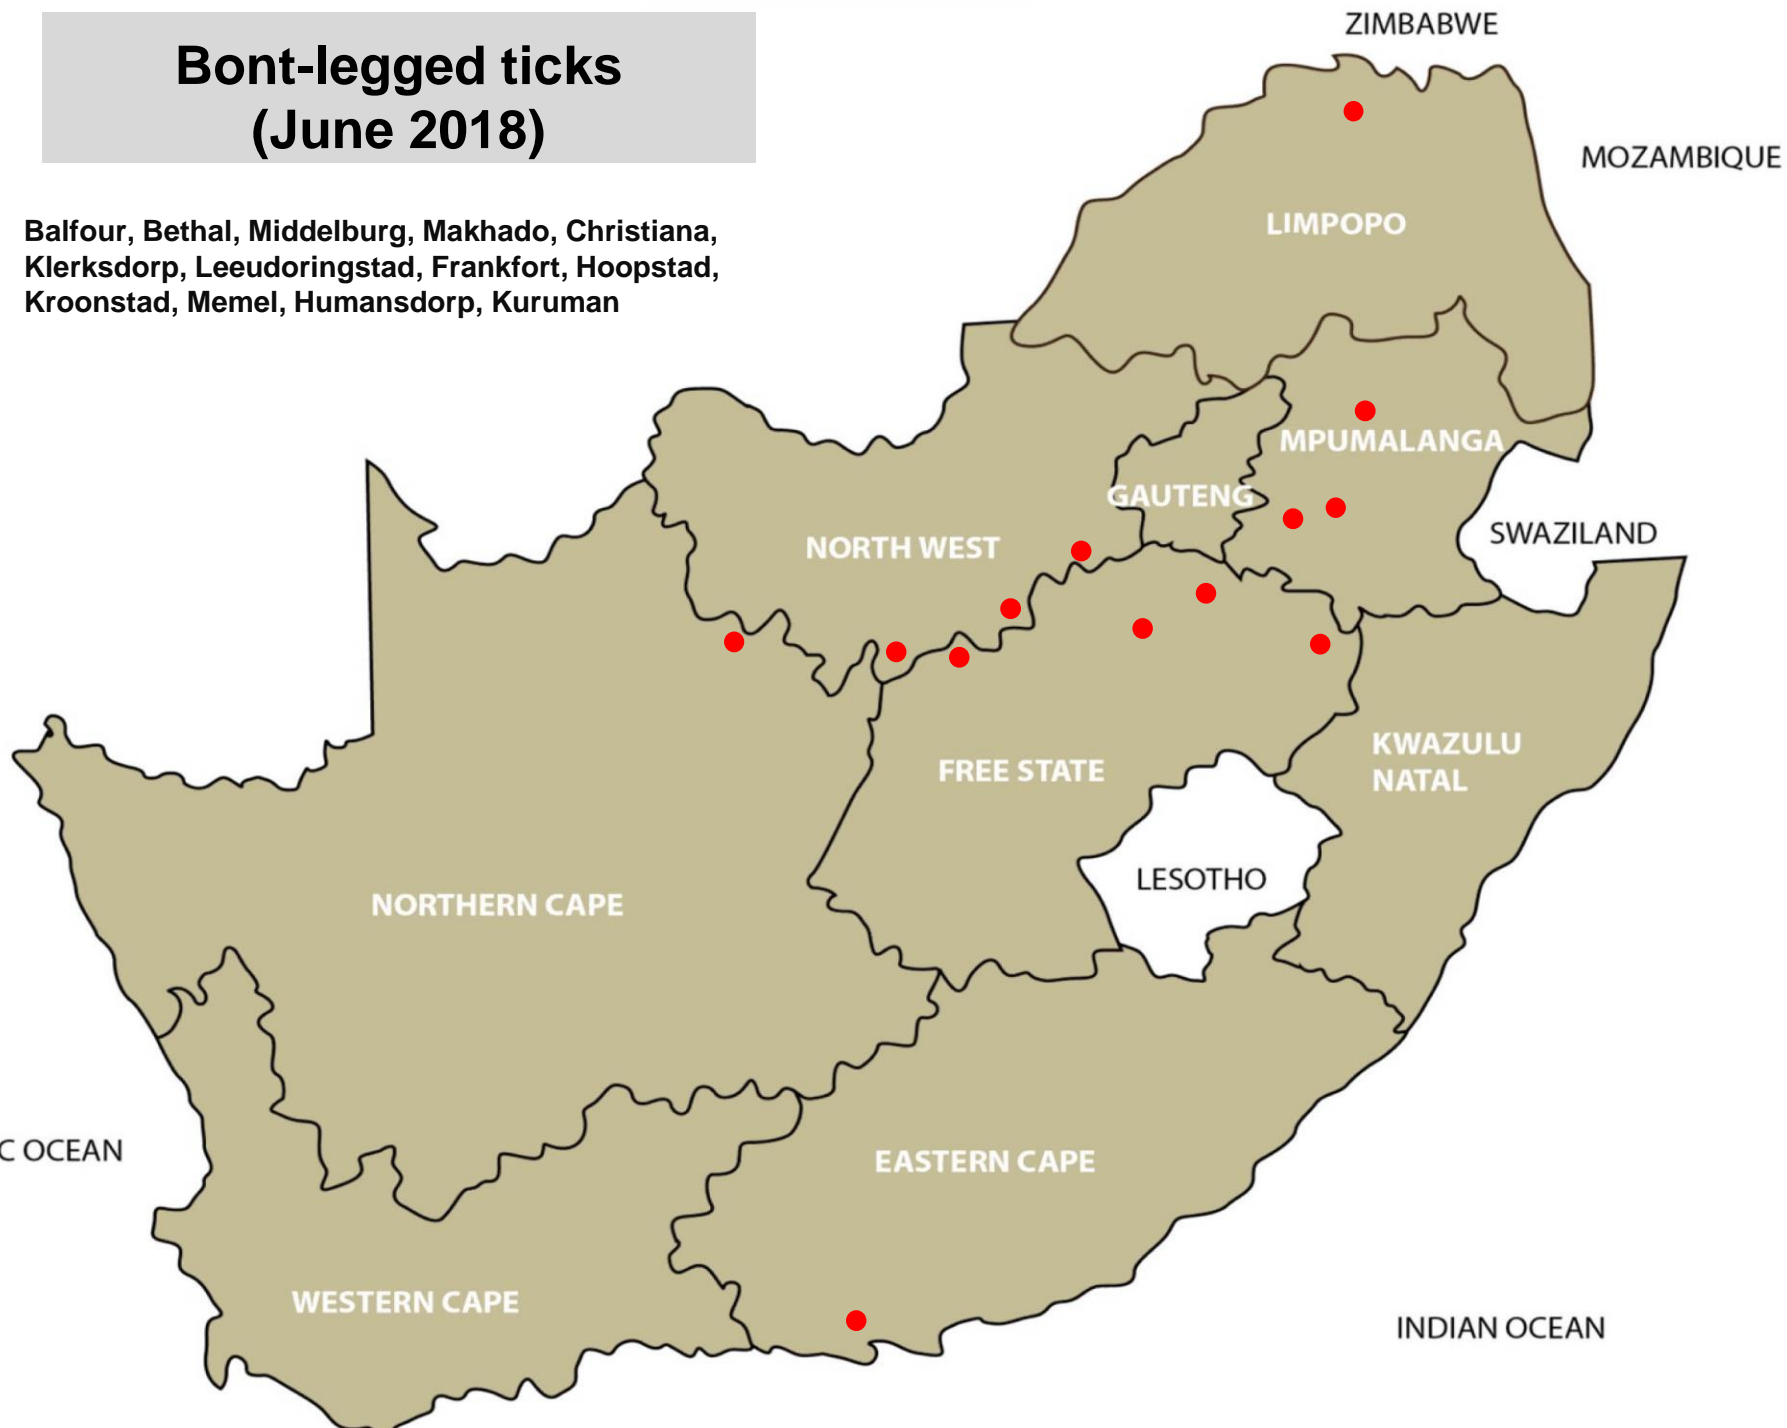 Bont-legged ticks
(June 2018)
Balfour, Bethal, Middelburg, Makhado, Christiana,
Klerksdorp, Leeudoringstad, Frankfort, Hoopstad,
Kroonstad, Memel, Humansdorp, Kuruman
ZIMBABWE
MOZAMBIQUE
LIMPOPO
MPUMALANGA
GAUTENG
SWAZILAND
NORTH WEST
KWAZULU
NATAL
FREE STATE
LESOTHO
NORTHERN CAPE
C OCEAN
EASTERN CAPE
WESTERN CAPE
INDIAN OCEAN